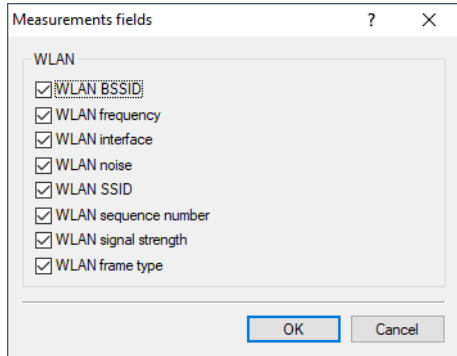 Measurements fields ?
WLAN
WLAN BSSID
WLAN frequency
WLAN interface
WLAN noise
WLAN SSID
WLAN sequence number
WLAN signal strength
WLAN frame type
OK Cancel